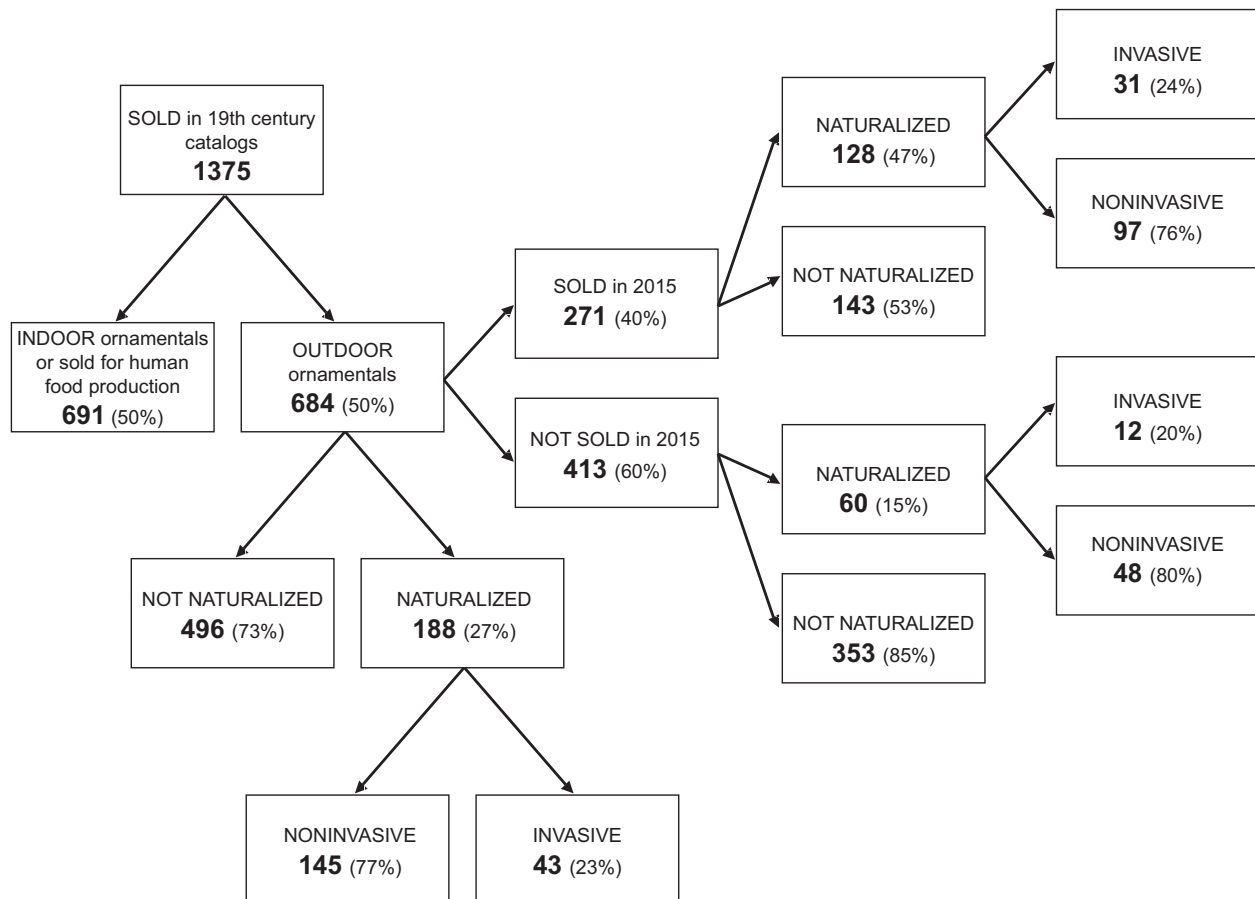 SOLD in 19th century
catalogs
1375
INDOOR ornamentals
or sold for human
food production
691 (50%)
OUTDOOR
ornamentals
684 (50%)
NOT NATURALIZED
496 (73%)
NATURALIZED
188 (27%)
NONINVASIVE
145 (77%)
INVASIVE
43 (23%)
SOLD in 2015
271 (40%)
NOT SOLD in 2015
413 (60%)
NATURALIZED
128 (47%)
NOT NATURALIZED
143 (53%)
NATURALIZED
60 (15%)
NOT NATURALIZED
353 (85%)
INVASIVE
31 (24%)
NONINVASIVE
97 (76%)
INVASIVE
12 (20%)
NONINVASIVE
48 (80%)